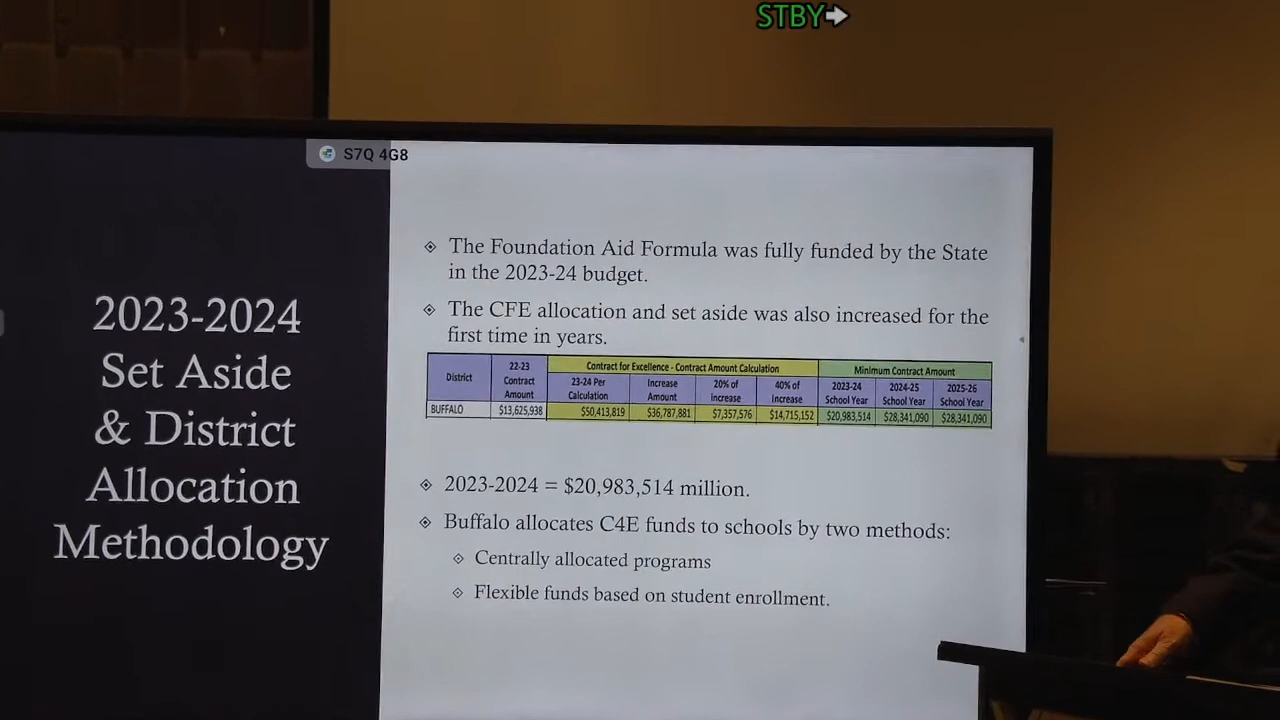 STBY
S7Q 4G8
2023-2024
Set Aside
& District
Allocation
Methodology
The Foundation Aid Formula was fully funded by the State
in the 2023-24 budget.
The CFE allocation and set aside was also increased for the
first time in years.
District 22-23 Contract Amount Contract for Excellence - Contract Amount Calculation Minimum Contract Amount
23-24 Per Calculation Increase Amount 20% of Increase 40% of Increase 2023-24 School Year 2024-25 School Year 2025-26 School Year
BUFFALO $13,625,938 $50,413,819 $36,787,881 $7,357,576 $14,715,152 $20,983,514 $28,341,090 $28,341,090
2023-2024 = $20,983,514 million.
Buffalo allocates C4E funds to schools by two methods:
Centrally allocated programs
Flexible funds based on student enrollment.